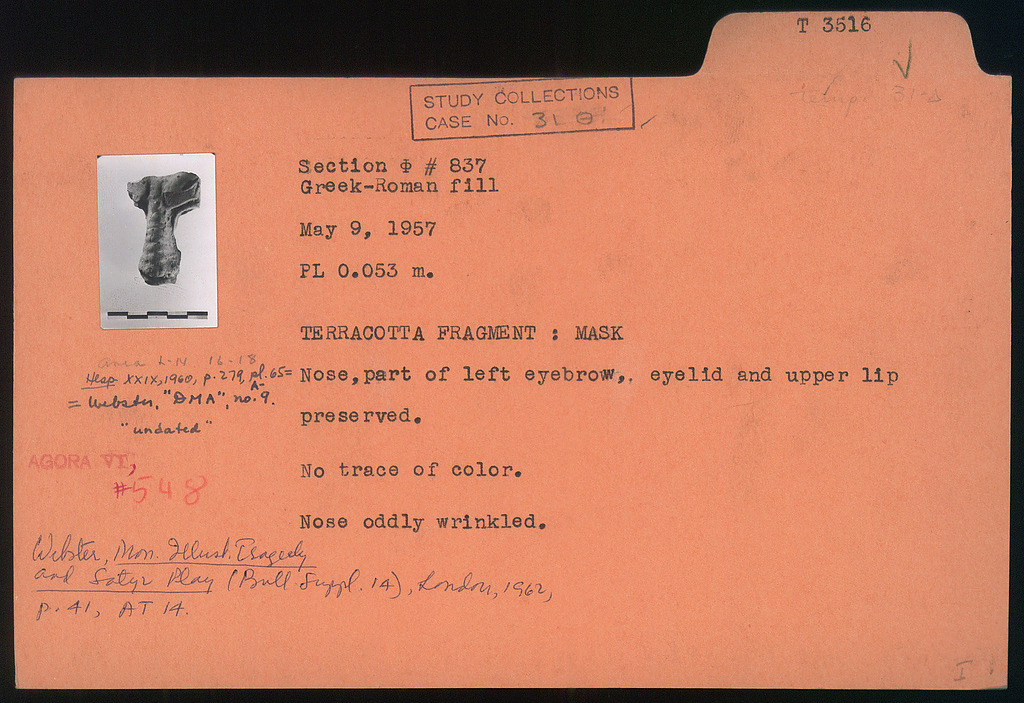 T 3516
temp 31-
STUDY COLLECTIONS
CASE No. 31
Section Φ # 837
Greek-Roman fill
May 9, 1957
PL 0.053 m.
TERRACOTTA FRAGMENT : MASK
Nose, part of left eyebrow,. eyelid and upper lip
preserved.
No trace of color.
Nose oddly wrinkled.
area 16-18
Hesp XXIX, 1960, p. 279, pl. 65 =
A-
= Webster, "DMA", no. 9.
"undated"
AGORA VI,
#548
Webster, Mon. Illust. Tragedy
and Satyr Play (Bull Suppl. 14), London, 1962,
p. 41, AT 14.
I